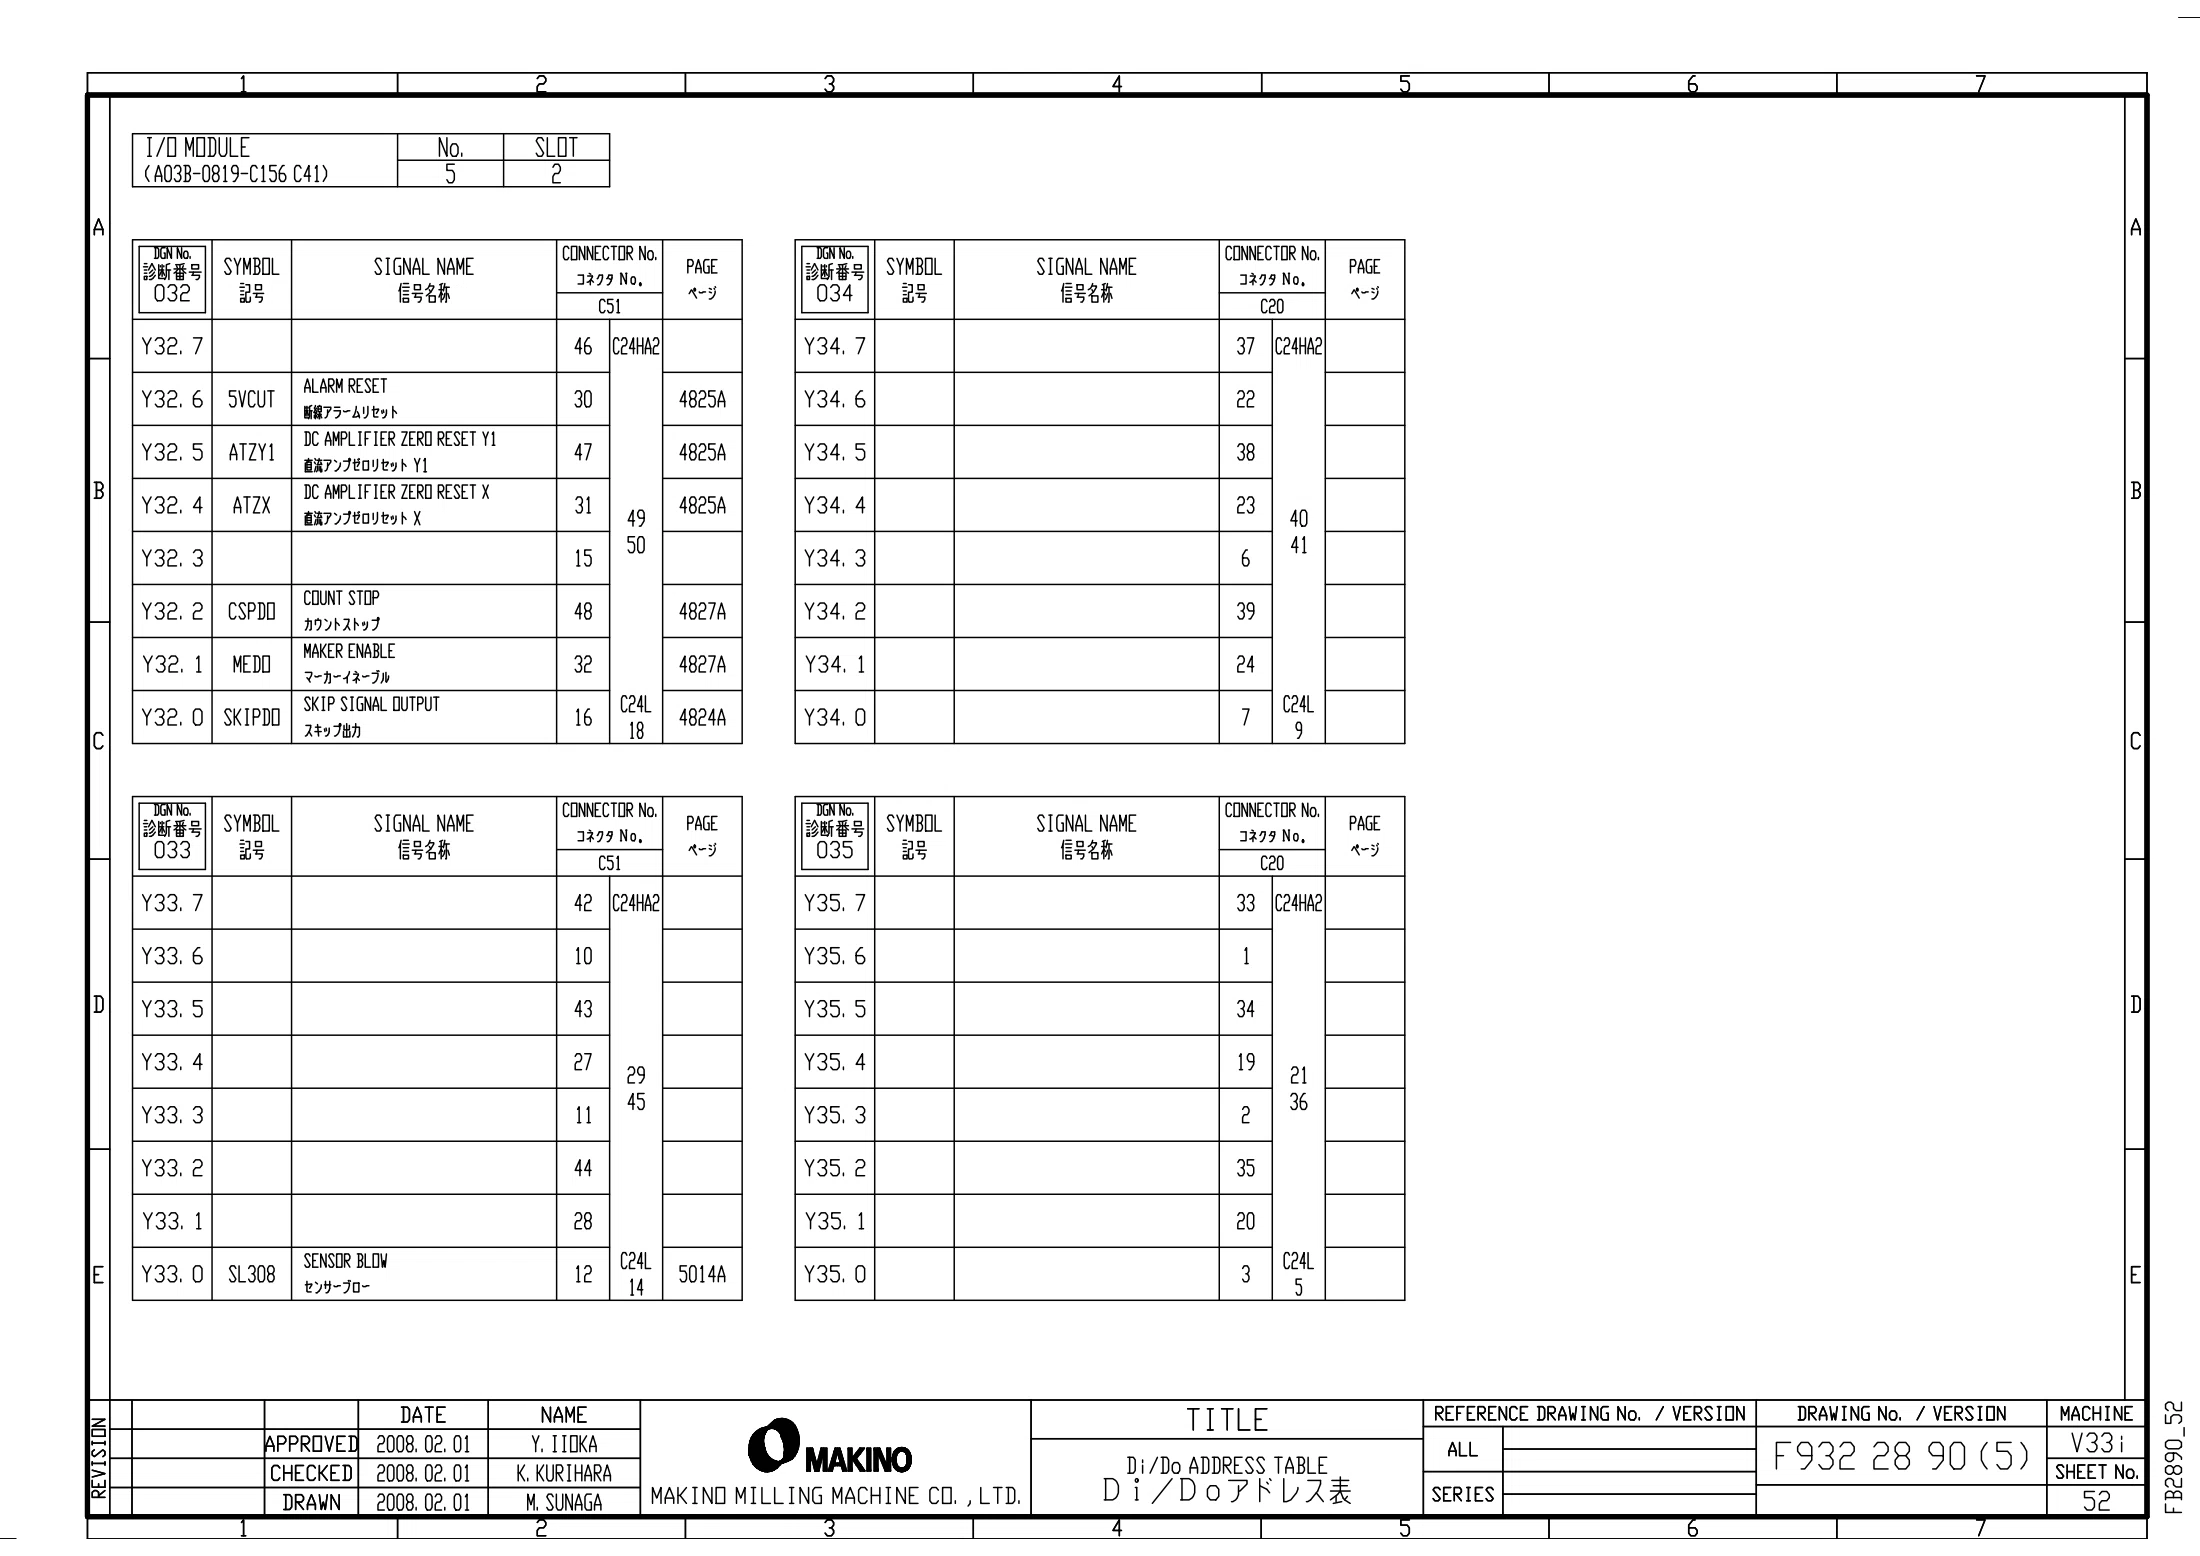 1 2 3 4 5 6 7
I/O MODULE No. SLOT
(A03B-0819-C156 C41) 5 2
A A
DGN No. SYMBOL SIGNAL NAME CONNECTOR No. PAGE
診断番号 記号 信号名称 コネクタ No. ページ
032 C51
Y32. 7 46 C24HA2
Y32. 6 5VCUT ALARM RESET 30 4825A
断線アラームリセット
Y32. 5 ATZY1 DC AMPLIFIER ZERO RESET Y1 47 4825A
直流アンプゼロリセット Y1
Y32. 4 ATZX DC AMPLIFIER ZERO RESET X 31 49 4825A
直流アンプゼロリセット X
Y32. 3 15 50
Y32. 2 CSPDO COUNT STOP 48 4827A
カウントストップ
Y32. 1 MEDO MAKER ENABLE 32 4827A
マーカーイネーブル
Y32. 0 SKIPDO SKIP SIGNAL OUTPUT 16 C24L 4824A
スキップ出力 18
DGN No. SYMBOL SIGNAL NAME CONNECTOR No. PAGE
診断番号 記号 信号名称 コネクタ No. ページ
034 C20
Y34. 7 37 C24HA2
Y34. 6 22
Y34. 5 38
Y34. 4 23 40
Y34. 3 6 41
Y34. 2 39
Y34. 1 24
Y34. 0 7 C24L
9
B B
C C
DGN No. SYMBOL SIGNAL NAME CONNECTOR No. PAGE
診断番号 記号 信号名称 コネクタ No. ページ
033 C51
Y33. 7 42 C24HA2
Y33. 6 10
Y33. 5 43
Y33. 4 27 29
Y33. 3 11 45
Y33. 2 44
Y33. 1 28
Y33. 0 SL308 SENSOR BLOW 12 C24L 5014A
センサーブロー 14
DGN No. SYMBOL SIGNAL NAME CONNECTOR No. PAGE
診断番号 記号 信号名称 コネクタ No. ページ
035 C20
Y35. 7 33 C24HA2
Y35. 6 1
Y35. 5 34
Y35. 4 19 21
Y35. 3 2 36
Y35. 2 35
Y35. 1 20
Y35. 0 3 C24L
5
D D
E E
REVISION
DATE NAME
APPROVED 2008. 02. 01 Y. IIOKA
CHECKED 2008. 02. 01 K. KURIHARA
DRAWN 2008. 02. 01 M. SUNAGA
MAKINO
MAKINO MILLING MACHINE CO. , LTD.
TITLE
Di/Do ADDRESS TABLE
Di/Doアドレス表
REFERENCE DRAWING No. / VERSION
ALL
SERIES
DRAWING No. / VERSION
F932 28 90 (5)
MACHINE
V33i
SHEET No.
52
FB2890_52
1 2 3 4 5 6 7